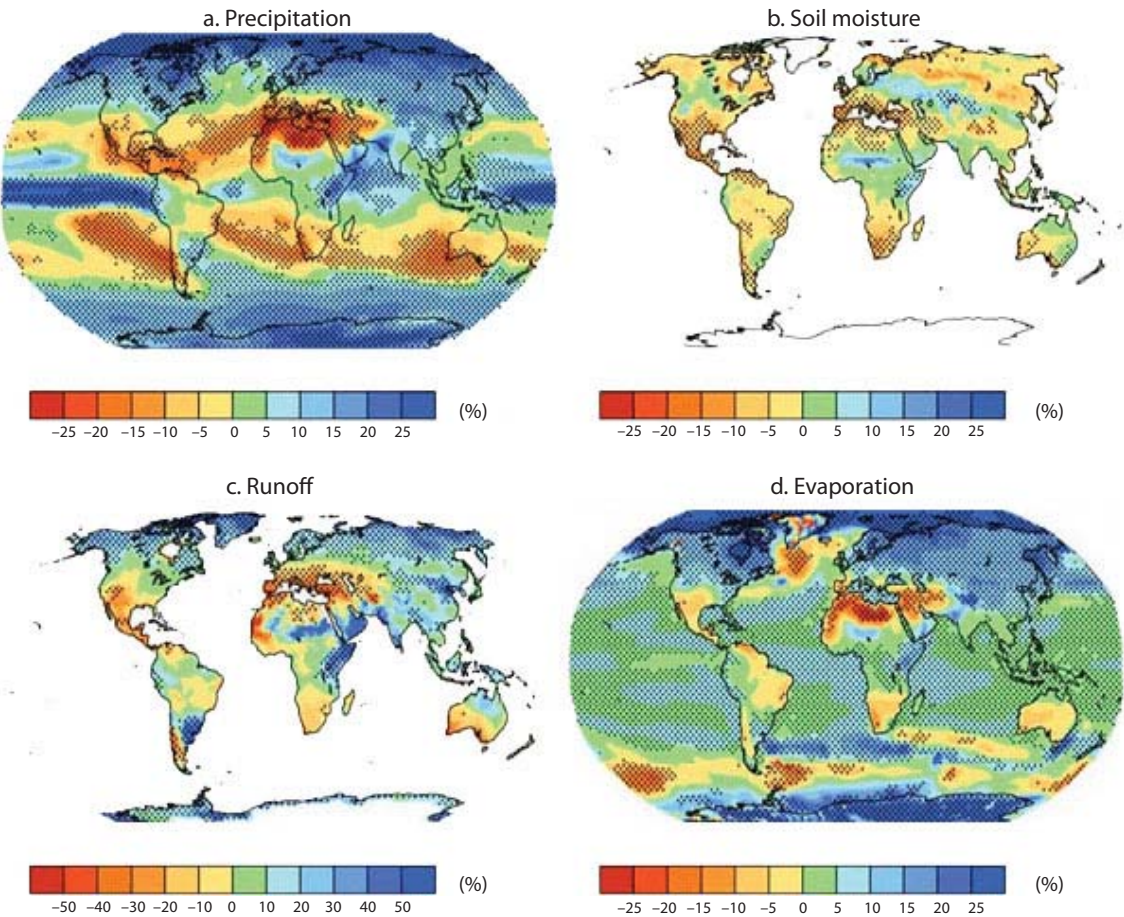 a. Precipitation
b. Soil moisture
–25 –20 –15 –10 –5 0 5 10 15 20 25 (%)
–25 –20 –15 –10 –5 0 5 10 15 20 25 (%)
c. Runoff
d. Evaporation
–50 –40 –30 –20 –10 0 10 20 30 40 50 (%)
–25 –20 –15 –10 –5 0 5 10 15 20 25 (%)